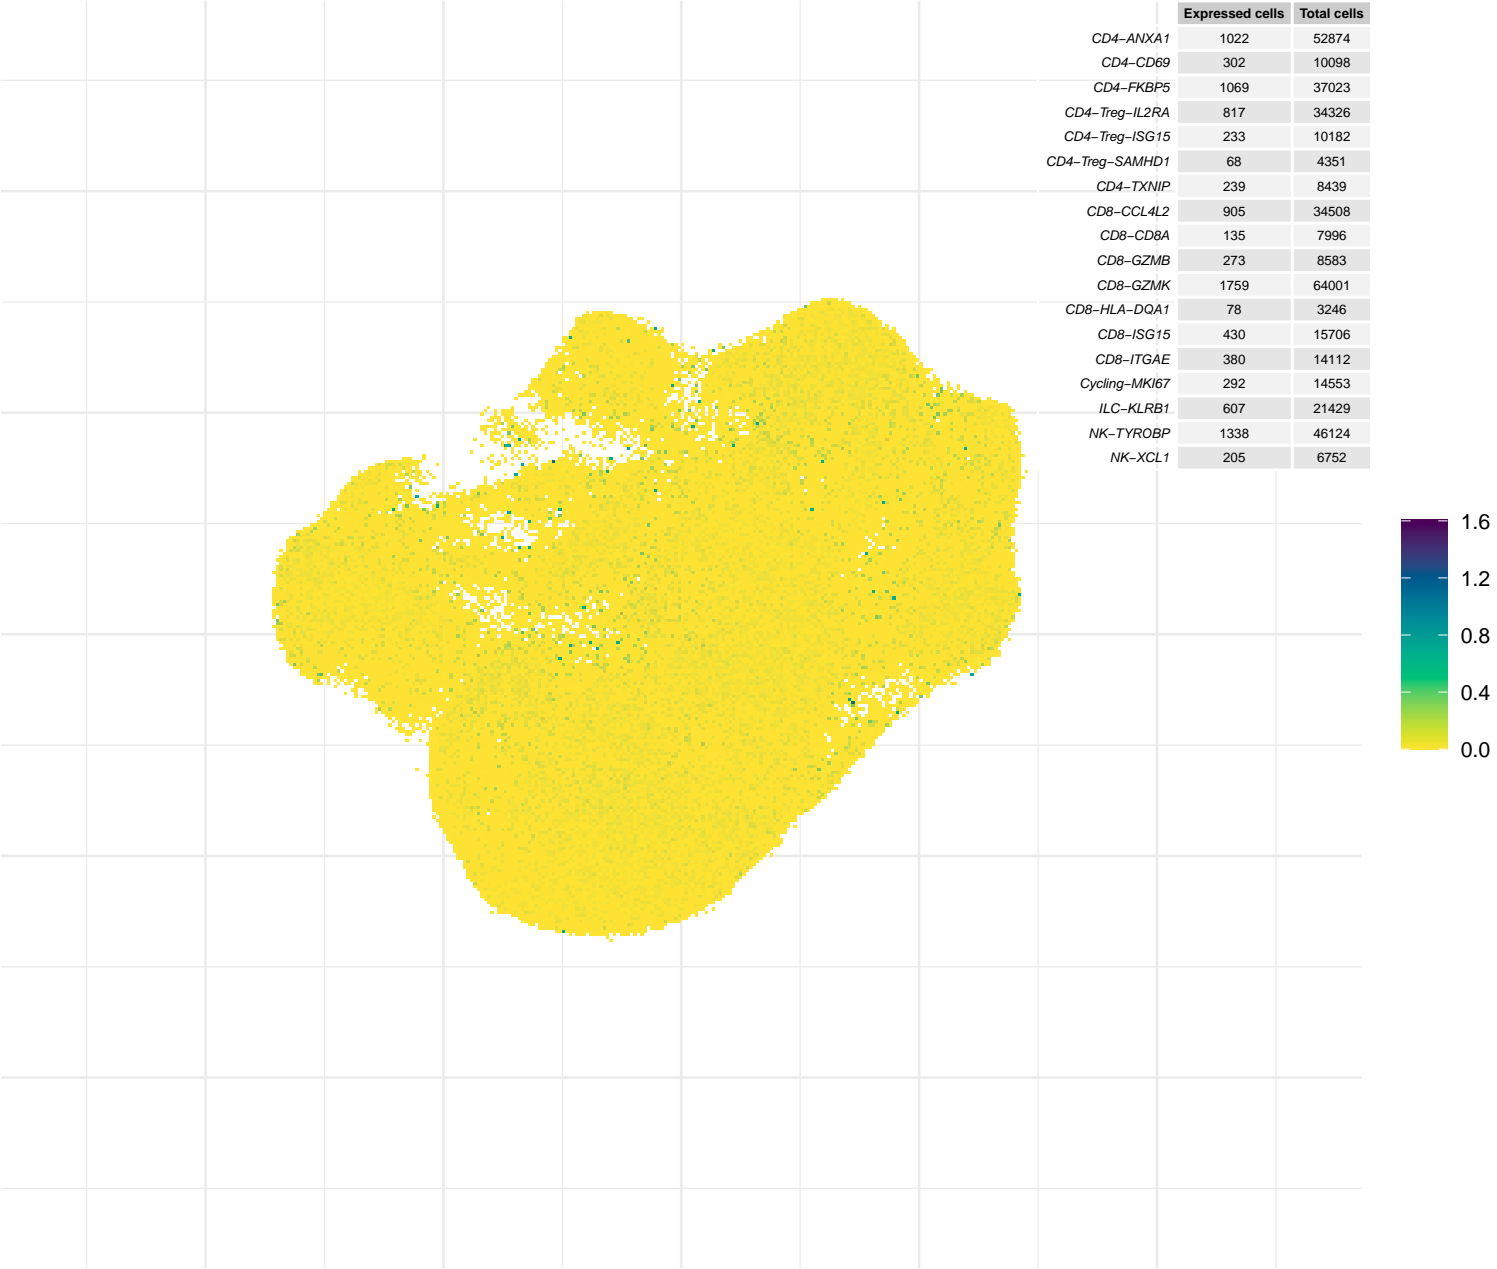 Expressed cells Total cells
CD4−ANXA1 1022 52874
CD4−CD69 302 10098
CD4−FKBP5 1069 37023
CD4−Treg−IL2RA 817 34326
CD4−Treg−ISG15 233 10182
CD4−Treg−SAMHD1 68 4351
CD4−TXNIP 239 8439
CD8−CCL4L2 905 34508
CD8−CD8A 135 7996
CD8−GZMB 273 8583
CD8−GZMK 1759 64001
CD8−HLA−DQA1 78 3246
CD8−ISG15 430 15706
CD8−ITGAE 380 14112
Cycling−MKI67 292 14553
ILC−KLRB1 607 21429
NK−TYROBP 1338 46124
NK−XCL1 205 6752
1.6
1.2
0.8
0.4
0.0